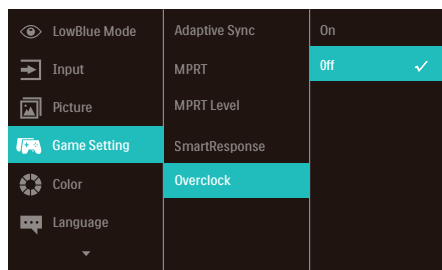 LowBlue Mode
Input
Picture
Game Setting
Color
Language
Adaptive Sync
MPRT
MPRT Level
SmartResponse
Overclock
On
Off